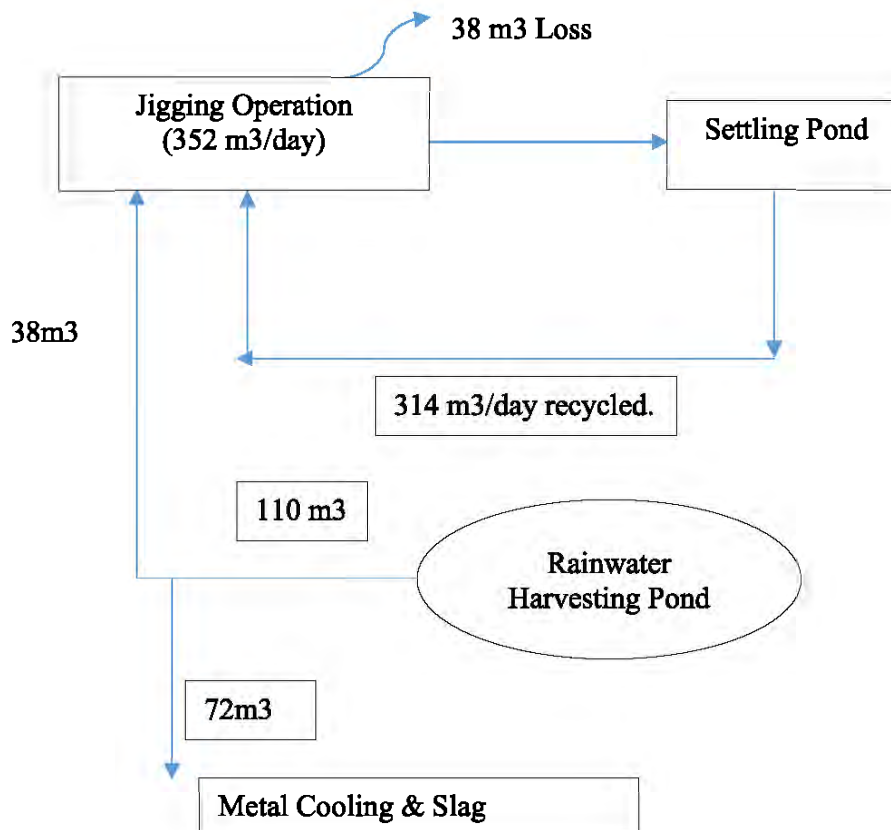 38 m3 Loss
Jigging Operation
(352 m3/day)
Settling Pond
38m3
314 m3/day recycled.
110 m3
Rainwater
Harvesting Pond
72m3
Metal Cooling & Slag